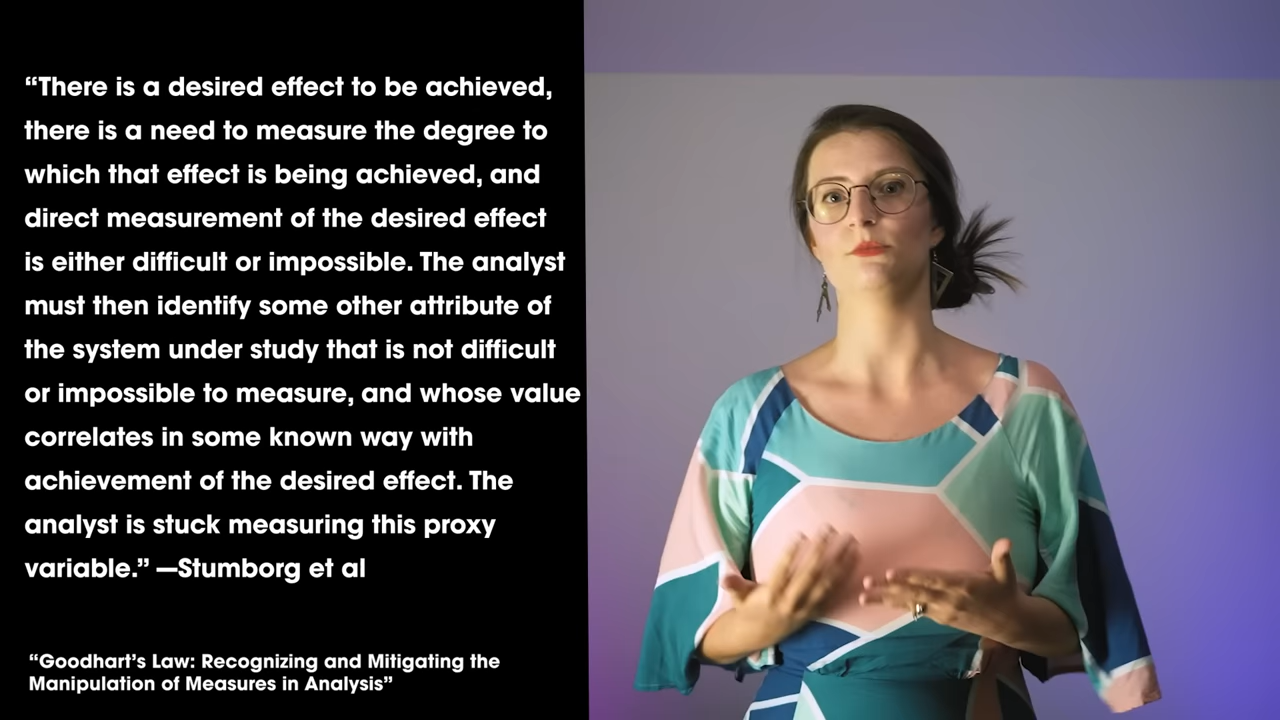 “There is a desired effect to be achieved,
there is a need to measure the degree to
which that effect is being achieved, and
direct measurement of the desired effect
is either difficult or impossible. The analyst
must then identify some other attribute of
the system under study that is not difficult
or impossible to measure, and whose value
correlates in some known way with
achievement of the desired effect. The
analyst is stuck measuring this proxy
variable.” —Stumborg et al
“Goodhart’s Law: Recognizing and Mitigating the
Manipulation of Measures in Analysis”